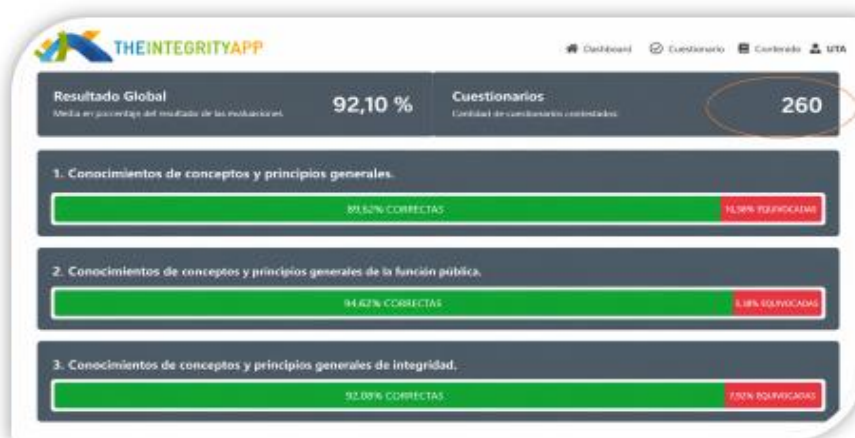 THEINTEGRITYAPP
Dashboard Cuestionario Contenido UTA
Resultado Global
Media en porcentaje del resultado de las evaluaciones
92,10 %
Cuestionarios
Cantidad de cuestionarios contestados
260
1. Conocimientos de conceptos y principios generales.
89,62% CORRECTAS
10,38% EQUIVOCADAS
2. Conocimientos de conceptos y principios generales de la función pública.
94,62% CORRECTAS
5,38% EQUIVOCADAS
3. Conocimientos de conceptos y principios generales de integridad.
92,08% CORRECTAS
7,92% EQUIVOCADAS